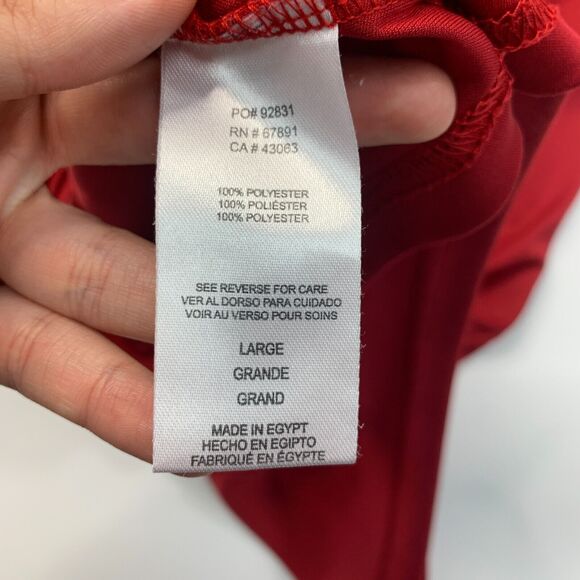 PO# 92831
RN # 67891
CA # 43063
100% POLYESTER
100% POLIÉSTER
100% POLYESTER
SEE REVERSE FOR CARE
VER AL DORSO PARA CUIDADO
VOIR AU VERSO POUR SOINS
LARGE
GRANDE
GRAND
MADE IN EGYPT
HECHO EN EGIPTO
FABRIQUÉ EN ÉGYPTE